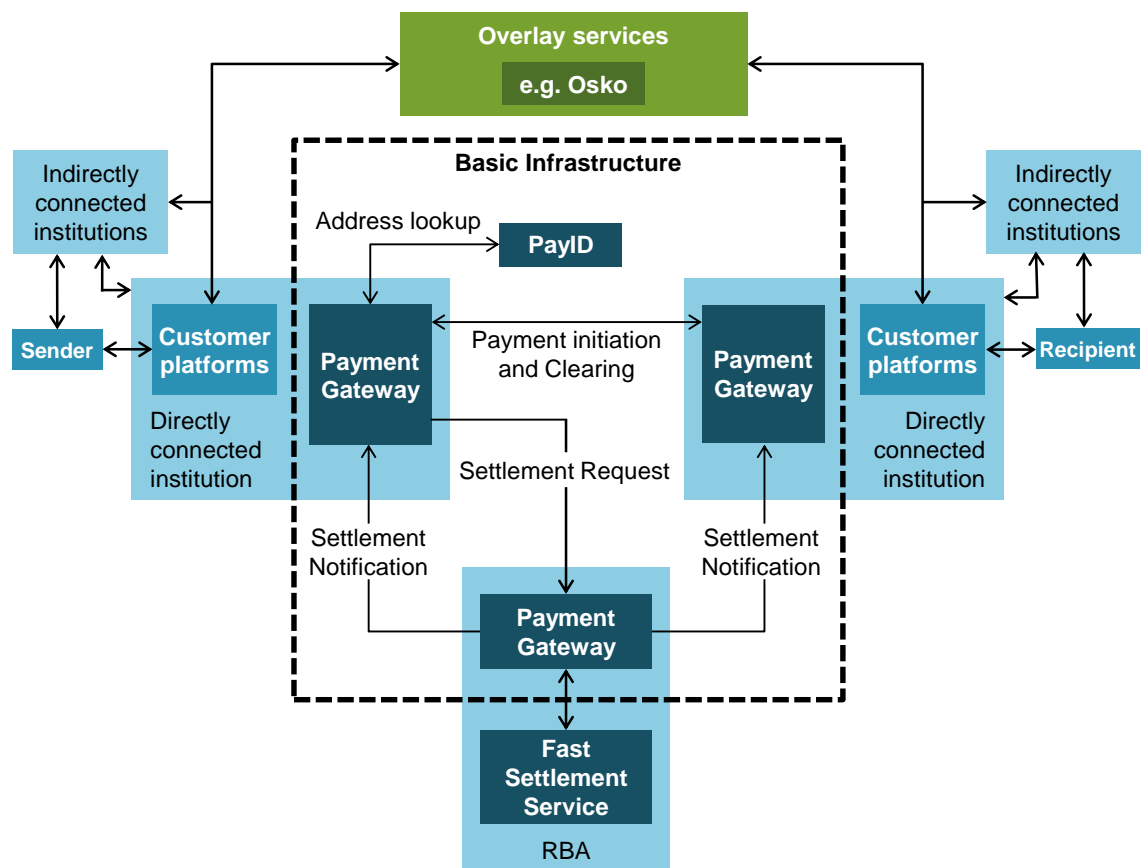 Overlay services
e.g. Osko
Basic Infrastructure
Indirectly
connected
institutions
Indirectly
connected
institutions
Address lookup
PayID
Sender
Customer
platforms
Payment
Gateway
Payment initiation
and Clearing
Payment
Gateway
Customer
platforms
Recipient
Directly
connected
institution
Directly
connected
institution
Settlement Request
Settlement
Notification
Settlement
Notification
Payment
Gateway
Fast
Settlement
Service
RBA